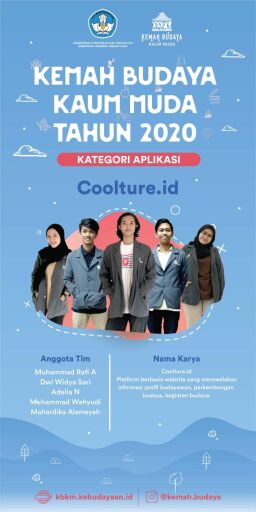 KEMAH BUDAYA
KAUM MUDA
KEMAH BUDAYA
KAUM MUDA
TAHUN 2020
KATEGORI APLIKASI
Coolture.id
Anggota Tim
Muhammad Rafi A
Dwi Widya Sari
Adelia N
Muhammad Wahyudi
Mahardika Alamsyah
Nama Karya
Coolture.id
Platform berbasis website yang menyediakan
informasi profil budayawan, perkembangan
budaya, kegiatan budaya
kbkm.kebudayaan.id
@kemah.budaya